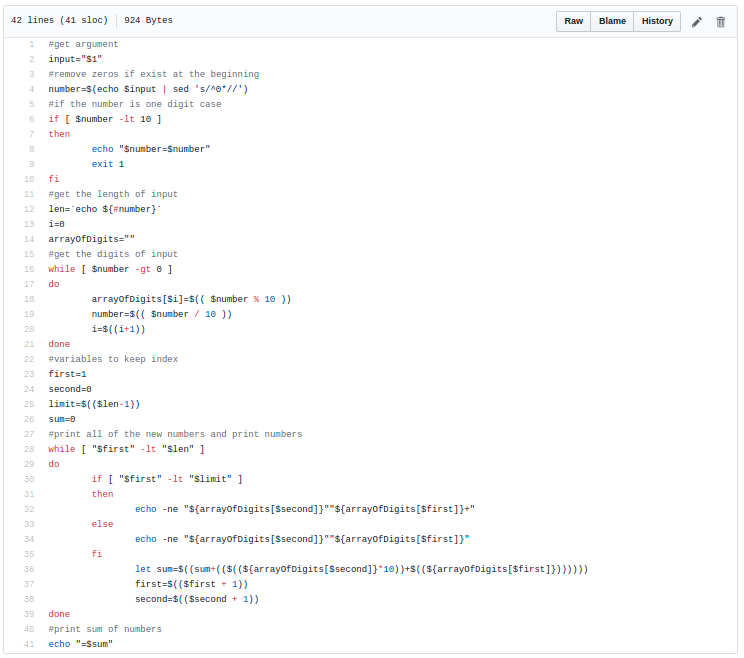 42 lines (41 sloc) 924 Bytes Raw Blame History
1 #get argument
2 input="$1"
3 #remove zeros if exist at the beginning
4 number=$(echo $input | sed 's/^0*//')
5 #if the number is one digit case
6 if [ $number -lt 10 ]
7 then
8 echo "$number=$number"
9 exit 1
10 fi
11 #get the length of input
12 len=`echo ${#number}`
13 i=0
14 arrayOfDigits=""
15 #get the digits of input
16 while [ $number -gt 0 ]
17 do
18 arrayOfDigits[$i]=$(( $number % 10 ))
19 number=$(( $number / 10 ))
20 i=$((i+1))
21 done
22 #variables to keep index
23 first=1
24 second=0
25 limit=$(($len-1))
26 sum=0
27 #print all of the new numbers and print numbers
28 while [ "$first" -lt "$len" ]
29 do
30 if [ "$first" -lt "$limit" ]
31 then
32 echo -ne "${arrayOfDigits[$second]}""${arrayOfDigits[$first]}+"
33 else
34 echo -ne "${arrayOfDigits[$second]}""${arrayOfDigits[$first]}"
35 fi
36 let sum=$((sum+(($((${arrayOfDigits[$second]}*10))+$((${arrayOfDigits[$first]}))))))
37 first=$(($first + 1))
38 second=$(($second + 1))
39 done
40 #print sum of numbers
41 echo "=$sum"